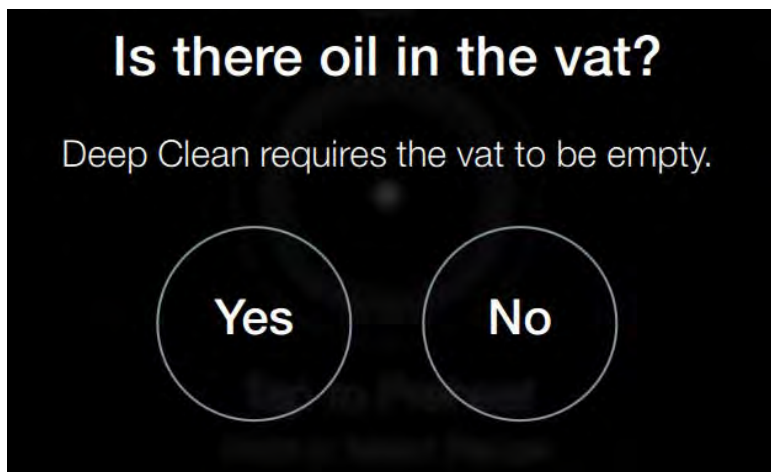 Is there oil in the vat?
Deep Clean requires the vat to be empty.
Yes No